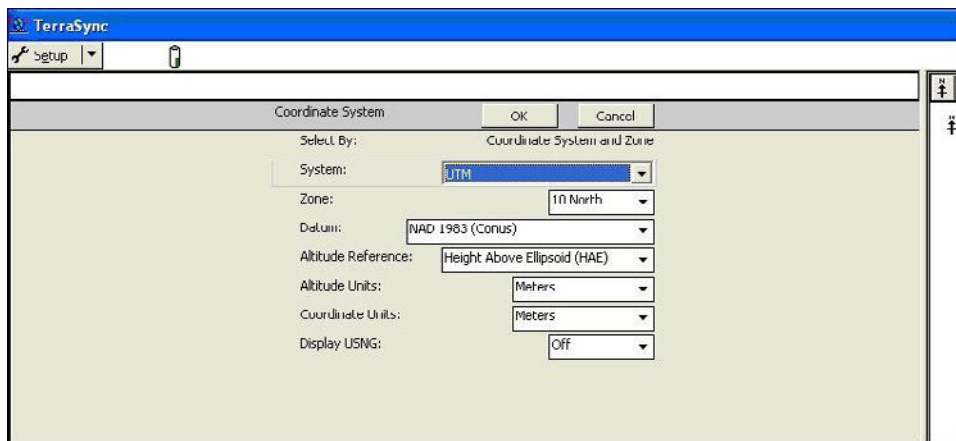 TerraSync
Setup
Coordinate System OK Cancel
Select By: Coordinate System and Zone
System: UTM
Zone: 10 North
Datum: NAD 1983 (Conus)
Altitude Reference: Height Above Ellipsoid (HAE)
Altitude Units: Meters
Coordinate Units: Meters
Display USNG: Off